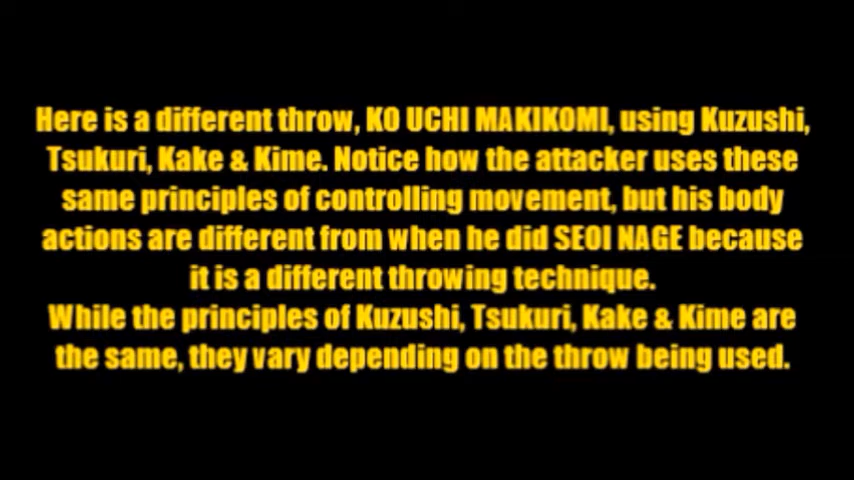 Here is a different throw, KO UCHI MAKIKOMI, using Kuzushi,
Tsukuri, Kake & Kime. Notice how the attacker uses these
same principles of controlling movement, but his body
actions are different from when he did SEOI NAGE because
it is a different throwing technique.
While the principles of Kuzushi, Tsukuri, Kake & Kime are
the same, they vary depending on the throw being used.